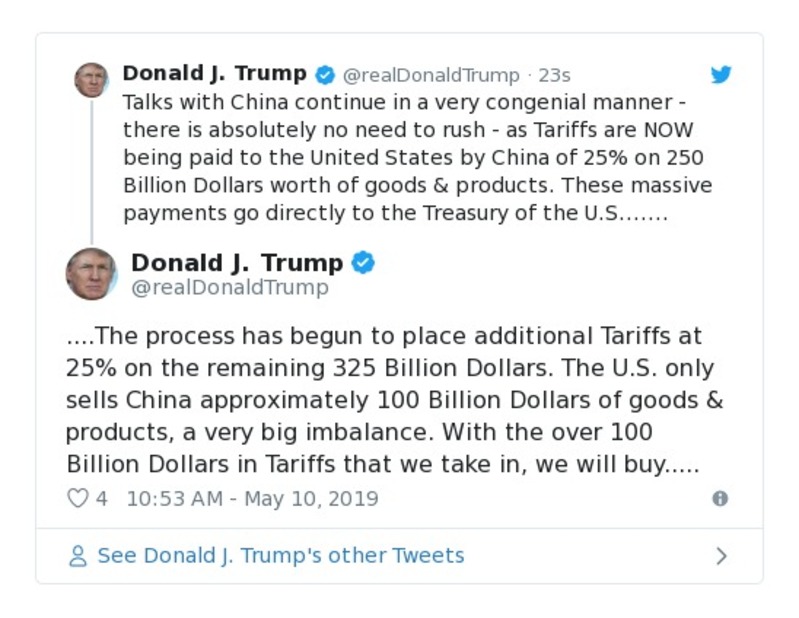 Donald J. Trump @realDonaldTrump · 23s
Talks with China continue in a very congenial manner -
there is absolutely no need to rush - as Tariffs are NOW
being paid to the United States by China of 25% on 250
Billion Dollars worth of goods & products. These massive
payments go directly to the Treasury of the U.S.......
Donald J. Trump
@realDonaldTrump
....The process has begun to place additional Tariffs at
25% on the remaining 325 Billion Dollars. The U.S. only
sells China approximately 100 Billion Dollars of goods &
products, a very big imbalance. With the over 100
Billion Dollars in Tariffs that we take in, we will buy.....
4 10:53 AM - May 10, 2019
See Donald J. Trump's other Tweets